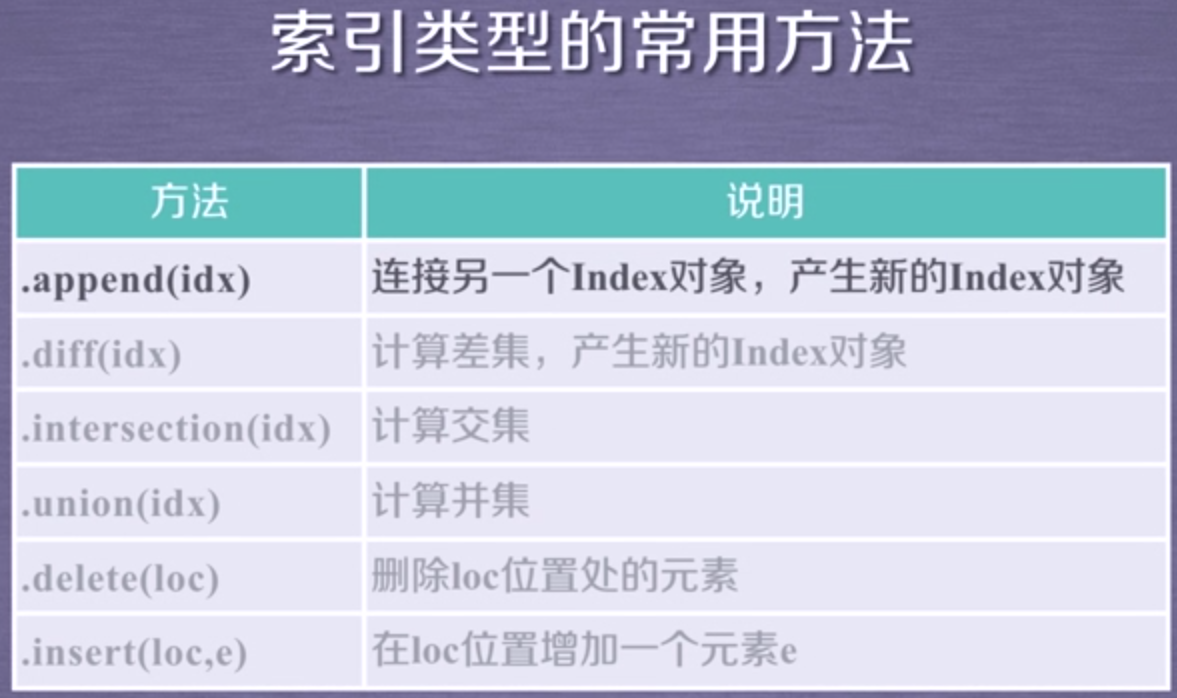 索引类型的常用方法
方法 说明
.append(idx) 连接另一个Index对象，产生新的Index对象
.diff(idx) 计算差集，产生新的Index对象
.intersection(idx) 计算交集
.union(idx) 计算并集
.delete(loc) 删除loc位置处的元素
.insert(loc,e) 在loc位置增加一个元素e